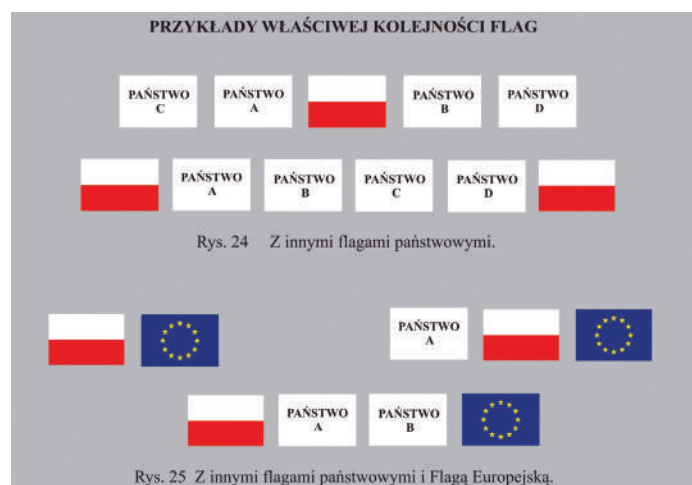 PRZYKŁADY WŁAŚCIWEJ KOLEJNOŚCI FLAG
PAŃSTWO
C
PAŃSTWO
A
PAŃSTWO
B
PAŃSTWO
D
PAŃSTWO
A
PAŃSTWO
B
PAŃSTWO
C
PAŃSTWO
D
Rys. 24 Z innymi flagami państwowymi.
PAŃSTWO
A
PAŃSTWO
A
PAŃSTWO
B
Rys. 25 Z innymi flagami państwowymi i Flagą Europejską.